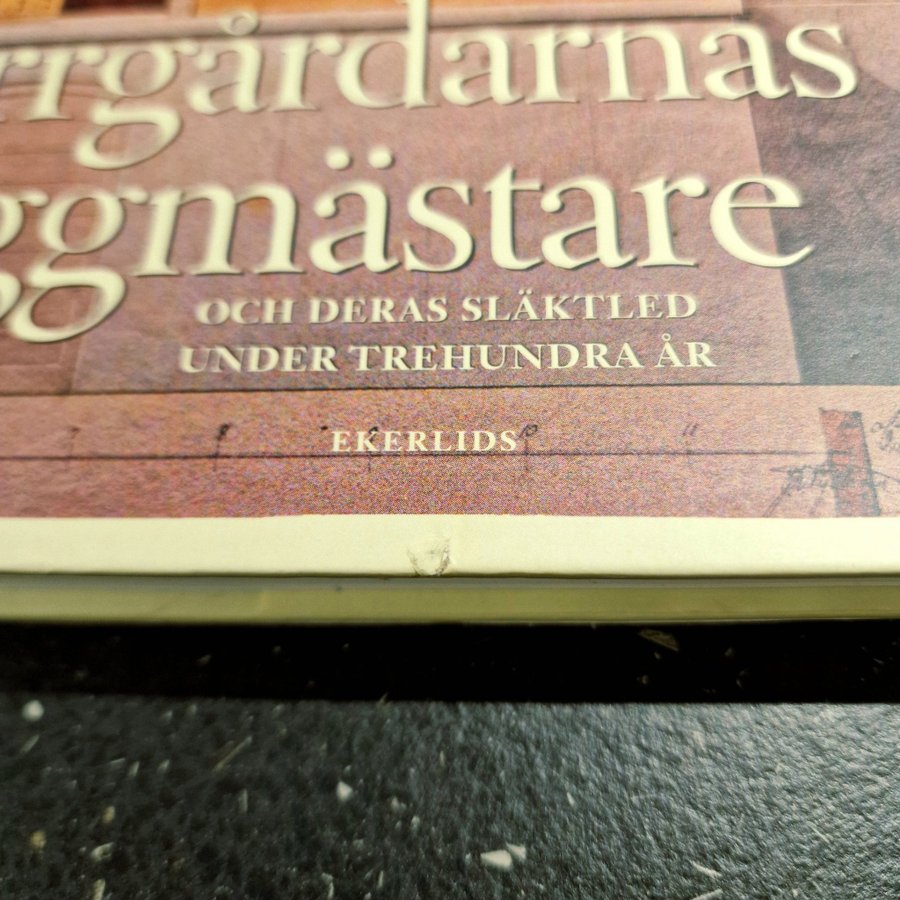 rrgårdarnas
ggmästare
OCH DERAS SLÄKTLED
UNDER TREHUNDRA ÅR
EKERLIDS